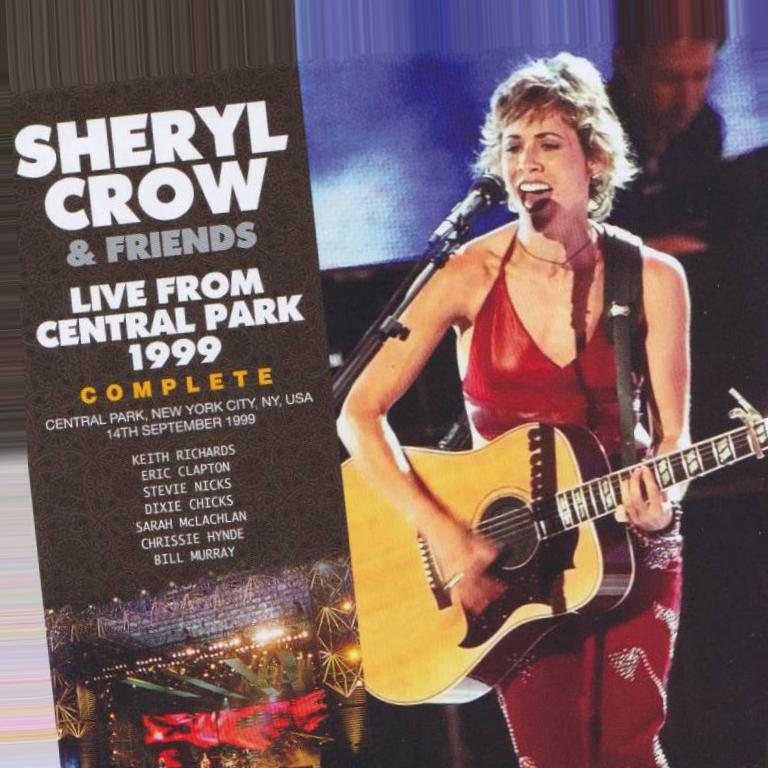 SHERYL
CROW
& FRIENDS
LIVE FROM
CENTRAL PARK
1999
COMPLETE
CENTRAL PARK, NEW YORK CITY, NY, USA
14TH SEPTEMBER 1999
KEITH RICHARDS
ERIC CLAPTON
STEVIE NICKS
DIXIE CHICKS
SARAH McLACHLAN
CHRISSIE HYNDE
BILL MURRAY